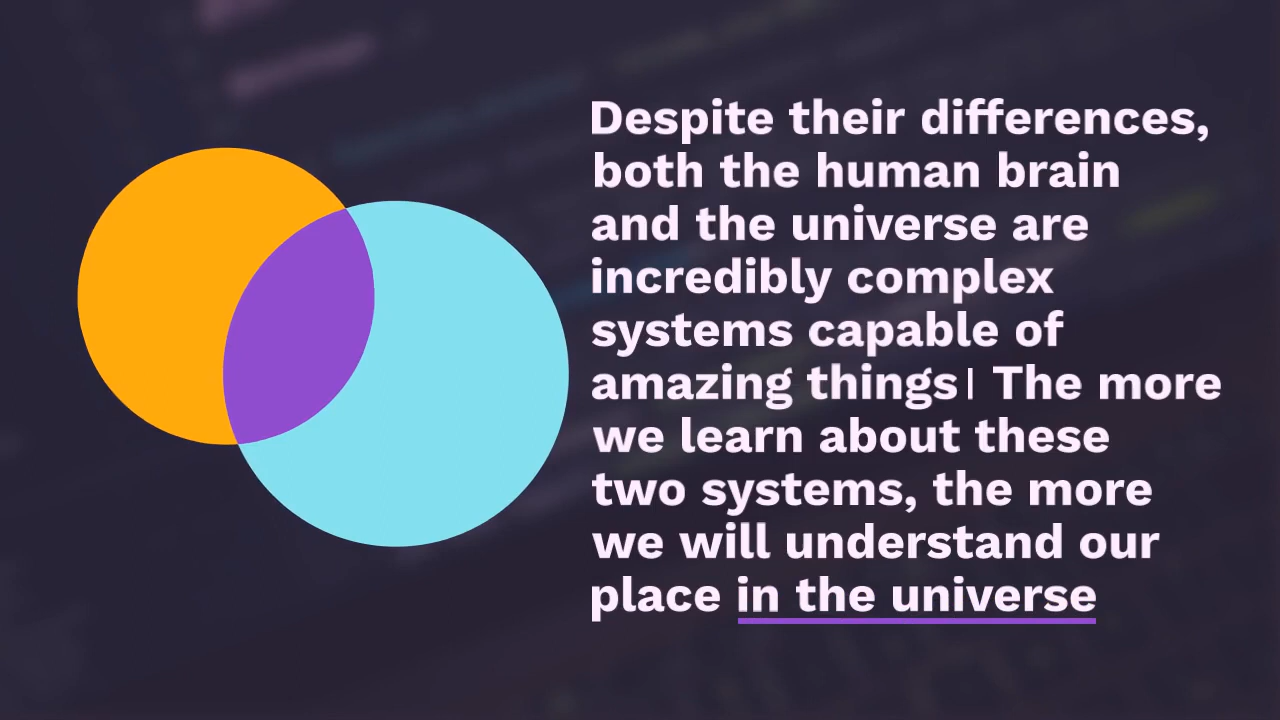 Despite their differences,
both the human brain
and the universe are
incredibly complex
systems capable of
amazing things| The more
we learn about these
two systems, the more
we will understand our
place in the universe